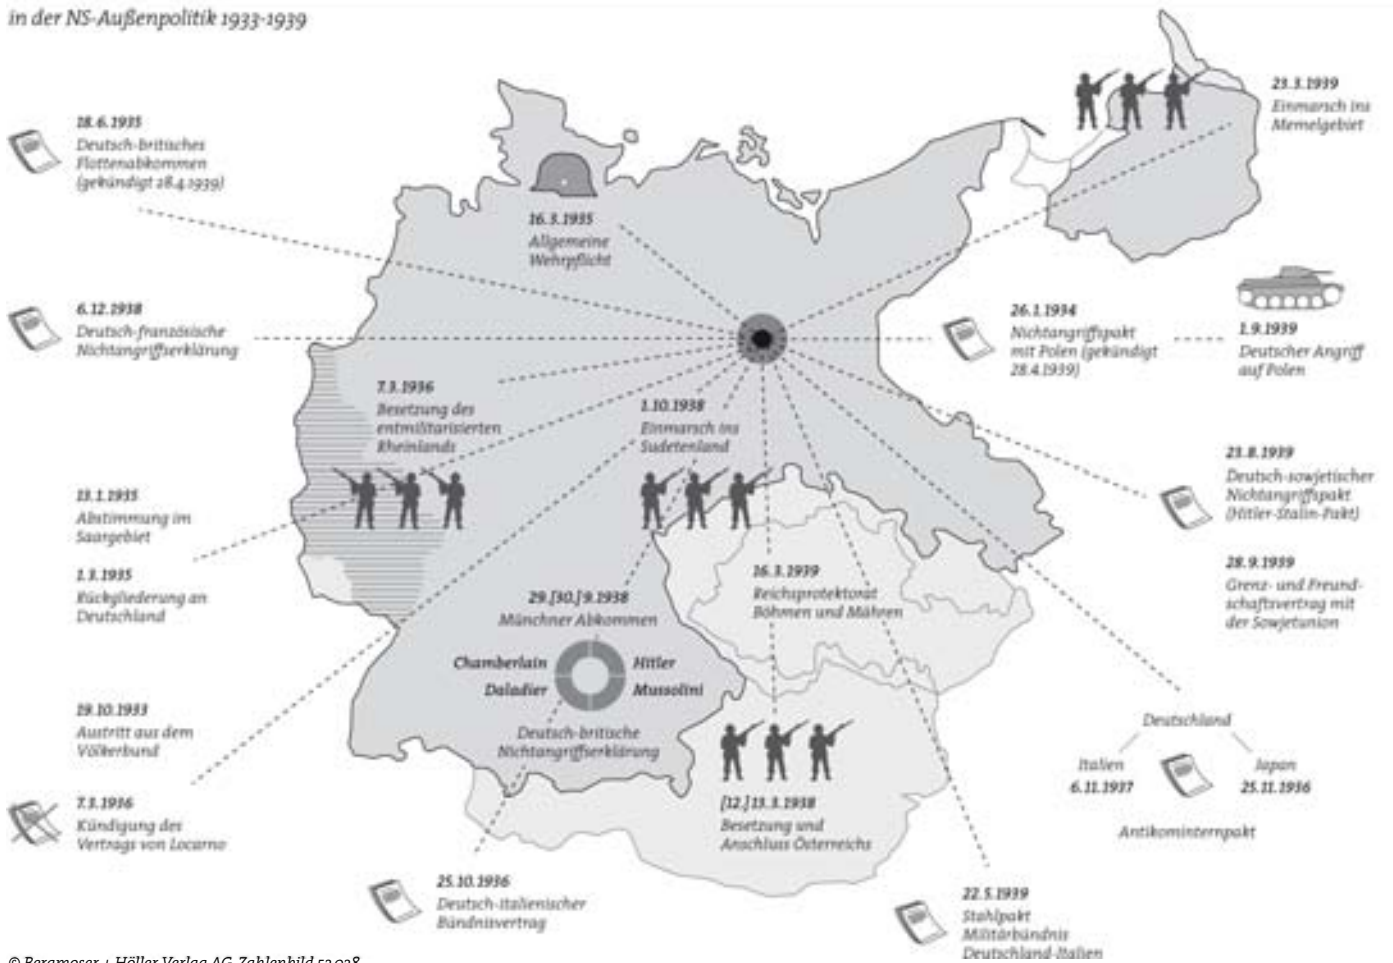 in der NS-Außenpolitik 1933-1939
18.6.1935
Deutsch-britisches
Flottenabkommen
(gekündigt 28.4.1939)
6.12.1938
Deutsch-französische
Nichtangriffserklärung
16.3.1935
Allgemeine
Wehrpflicht
23.3.1939
Einmarsch ins
Memelgebiet
26.1.1934
Nichtangriffspakt
mit Polen (gekündigt
28.4.1939)
1.9.1939
Deutscher Angriff
auf Polen
7.3.1936
Besetzung des
entmilitarisierten
Rheinlands
1.10.1938
Einmarsch ins
Sudetenland
23.8.1939
Deutsch-sowjetischer
Nichtangriffspakt
(Hitler-Stalin-Pakt)
28.9.1939
Grenz- und Freund-
schaftsvertrag mit
der Sowjetunion
13.1.1935
Abstimmung im
Saargebiet
1.3.1935
Rückgliederung an
Deutschland
16.3.1939
Reichsprotektorat
Böhmen und Mähren
29.[30.]9.1938
Münchner Abkommen
Chamberlain
Hitler
Daladier
Mussolini
Deutsch-britische
Nichtangriffserklärung
19.10.1933
Austritt aus dem
Völkerbund
7.3.1936
Kündigung des
Vertrags von Locarno
[12.]13.3.1938
Besetzung und
Anschluss Österreichs
Deutschland
Italien
6.11.1937
Japan
25.11.1936
Antikominternpakt
25.10.1936
Deutsch-italienischer
Bündnisvertrag
22.5.1939
Stahlpakt
Militärbündnis
Deutschland-Italien
© Bergmoser + Höller Verlag AG, Zahlenbild